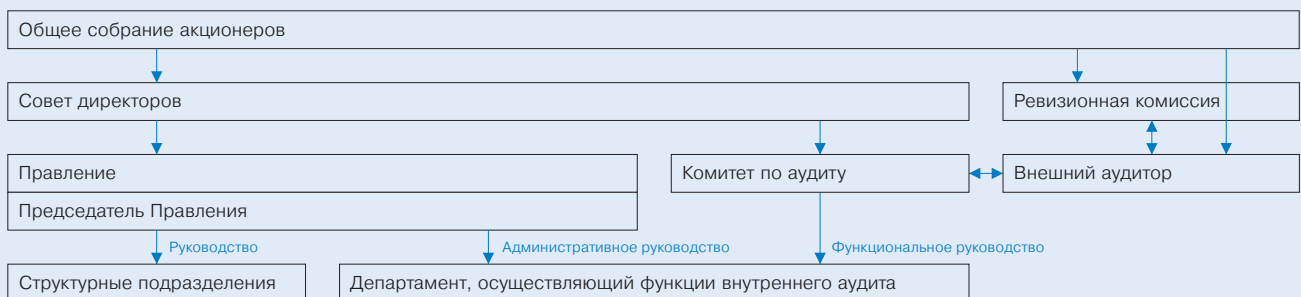 Общее собрание акционеров
Совет директоров
Ревизионная комиссия
Правление
Комитет по аудиту
Внешний аудитор
Председатель Правления
Руководство
Административное руководство
Функциональное руководство
Структурные подразделения
Департамент, осуществляющий функции внутреннего аудита